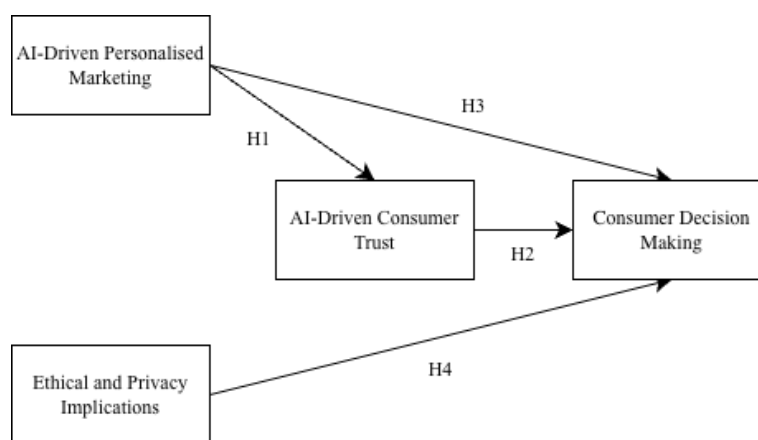 AI-Driven Personalised
Marketing
H3
H1
AI-Driven Consumer
Trust
H2
Consumer Decision
Making
H4
Ethical and Privacy
Implications